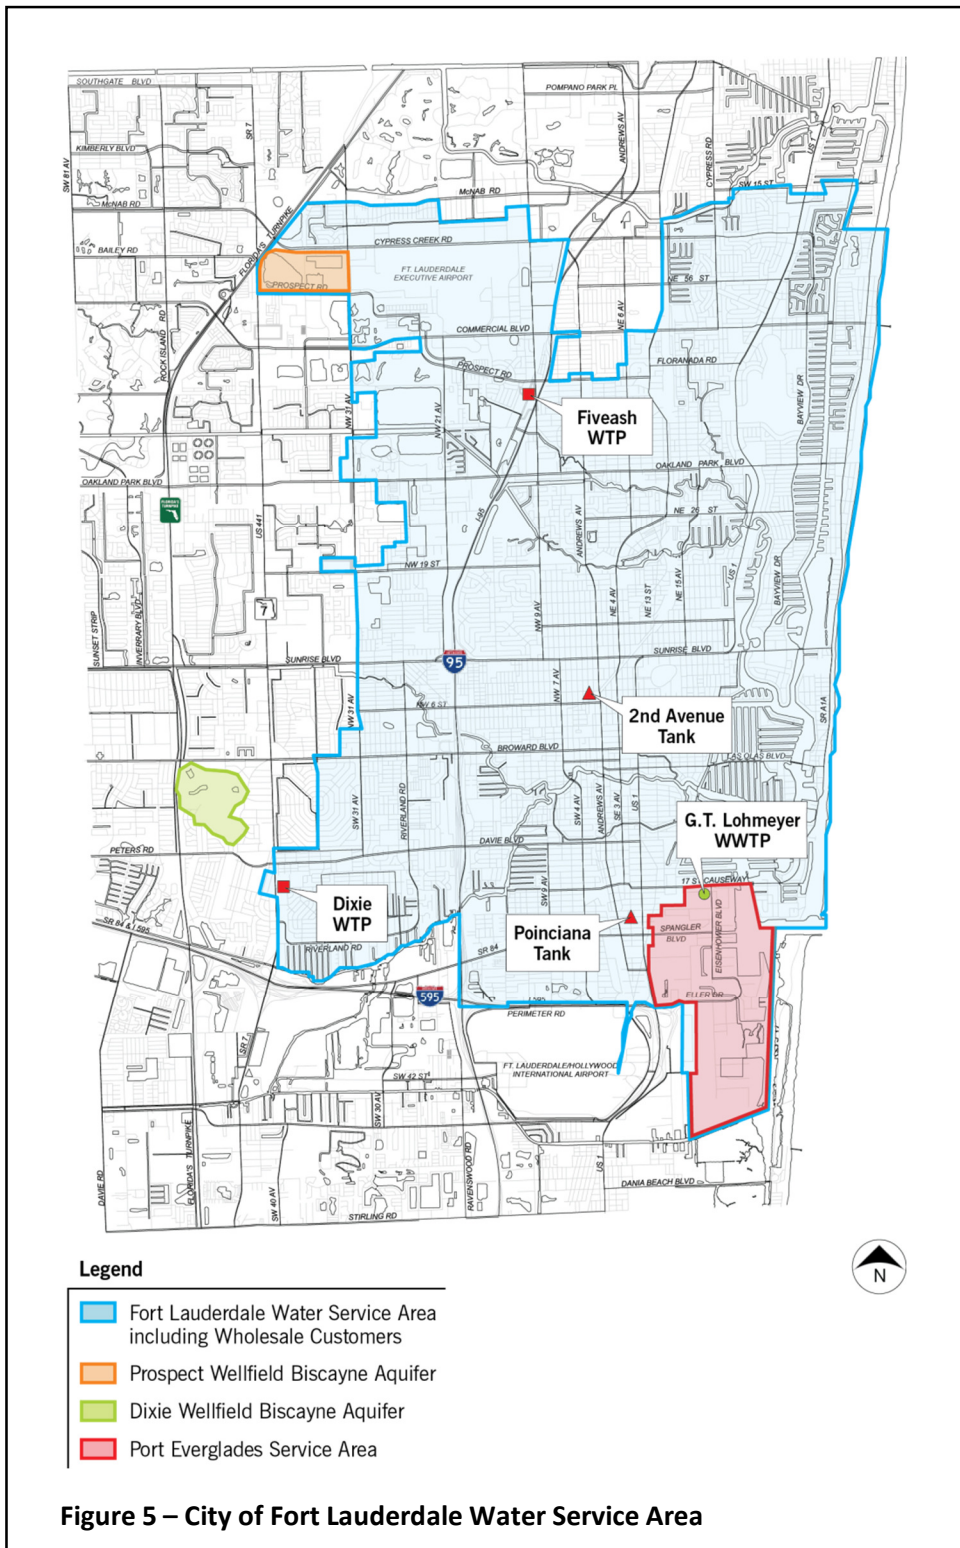 SOUTHGATE BLVD
POMPANO PARK PL
SR 7
ANDREWS AV
CYPRESS RD
US 1
KIMBERLY BLVD
SW 81 AV
McNAB RD
SW 15 ST
McNAB RD
FLORIDA'S TURNPIKE
BAILEY RD
CYPRESS CREEK RD
FT. LAUDERDALE
EXECUTIVE AIRPORT
PROSPECT RD
NE 56 ST
ROCK ISLAND RD
NE 6 AV
COMMERCIAL BLVD
PROSPECT RD
FLORANADA RD
BAYVIEW DR
NW 31 AV
NW 21 AV
Fiveash
WTP
OAKLAND PARK BLVD
OAKLAND PARK BLVD
FLORIDA'S
TURNPIKE
I-95
NE 26 ST
US 441
ANDREWS AV
NW 19 ST
US 1
BAYVIEW DR
NE 15 AV
NE 13 ST
NE 4 AV
NW 9 AV
7
SUNSET STRIP
INVERRARY BLVD
SUNRISE BLVD
95
SUNRISE BLVD
NW 7 AV
NW 31 AV
NW 6 ST
SR A1A
2nd Avenue
Tank
BROWARD BLVD
LAS OLAS BLVD
SW 31 AV
RIVERLAND RD
SW 4 AV
ANDREWS AV
SE 3 AV
US 1
G.T. Lohmeyer
WWTP
PETERS RD
DAVIE BLVD
17 ST CAUSEWAY
SW 9 AV
Dixie
WTP
Poinciana
Tank
SPANGLER
BLVD
EISENHOWER BLVD
SR 84 & I-595
RIVERLAND RD
SR 84
595
I-595
ELLER DR
PERIMETER RD
SR 7
FT. LAUDERDALE/HOLLYWOOD
INTERNATIONAL AIRPORT
SW 42 ST
SW 30 AV
FLORIDA'S TURNPIKE
DAVIE RD
SW 40 AV
RAVENSWOOD RD
US 1
DANIA BEACH BLVD
STIRLING RD
Legend
N
Fort Lauderdale Water Service Area
including Wholesale Customers
Prospect Wellfield Biscayne Aquifer
Dixie Wellfield Biscayne Aquifer
Port Everglades Service Area
Figure 5 – City of Fort Lauderdale Water Service Area